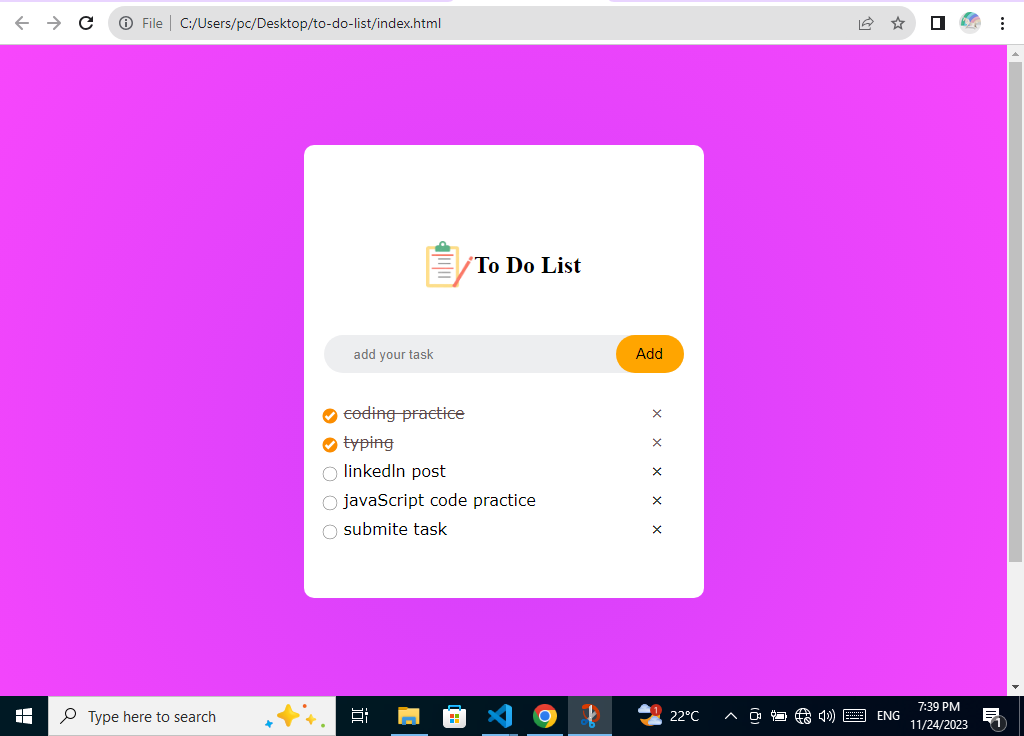 File | C:/Users/pc/Desktop/to-do-list/index.html
To Do List
add your task
Add
coding practice ×
typing ×
linkedln post ×
javaScript code practice ×
submite task ×
Type here to search
1
22°C
ENG
7:39 PM
11/24/2023
1